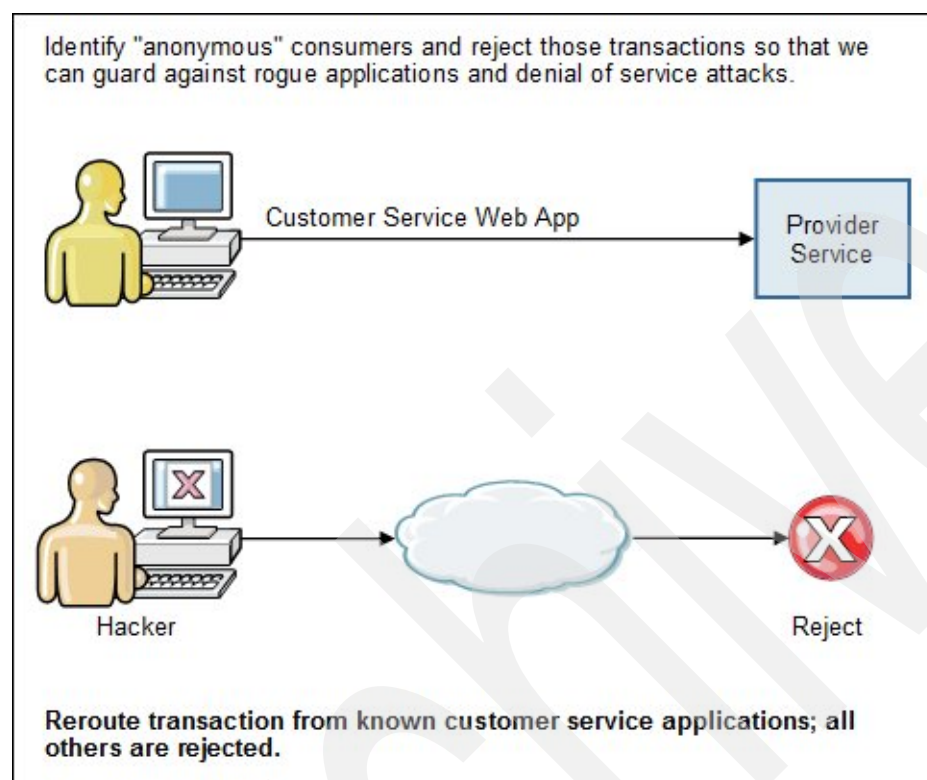 Identify "anonymous" consumers and reject those transactions so that we
can guard against rogue applications and denial of service attacks.
Customer Service Web App
Provider
Service
X
X
Hacker
Reject
Reroute transaction from known customer service applications; all
others are rejected.